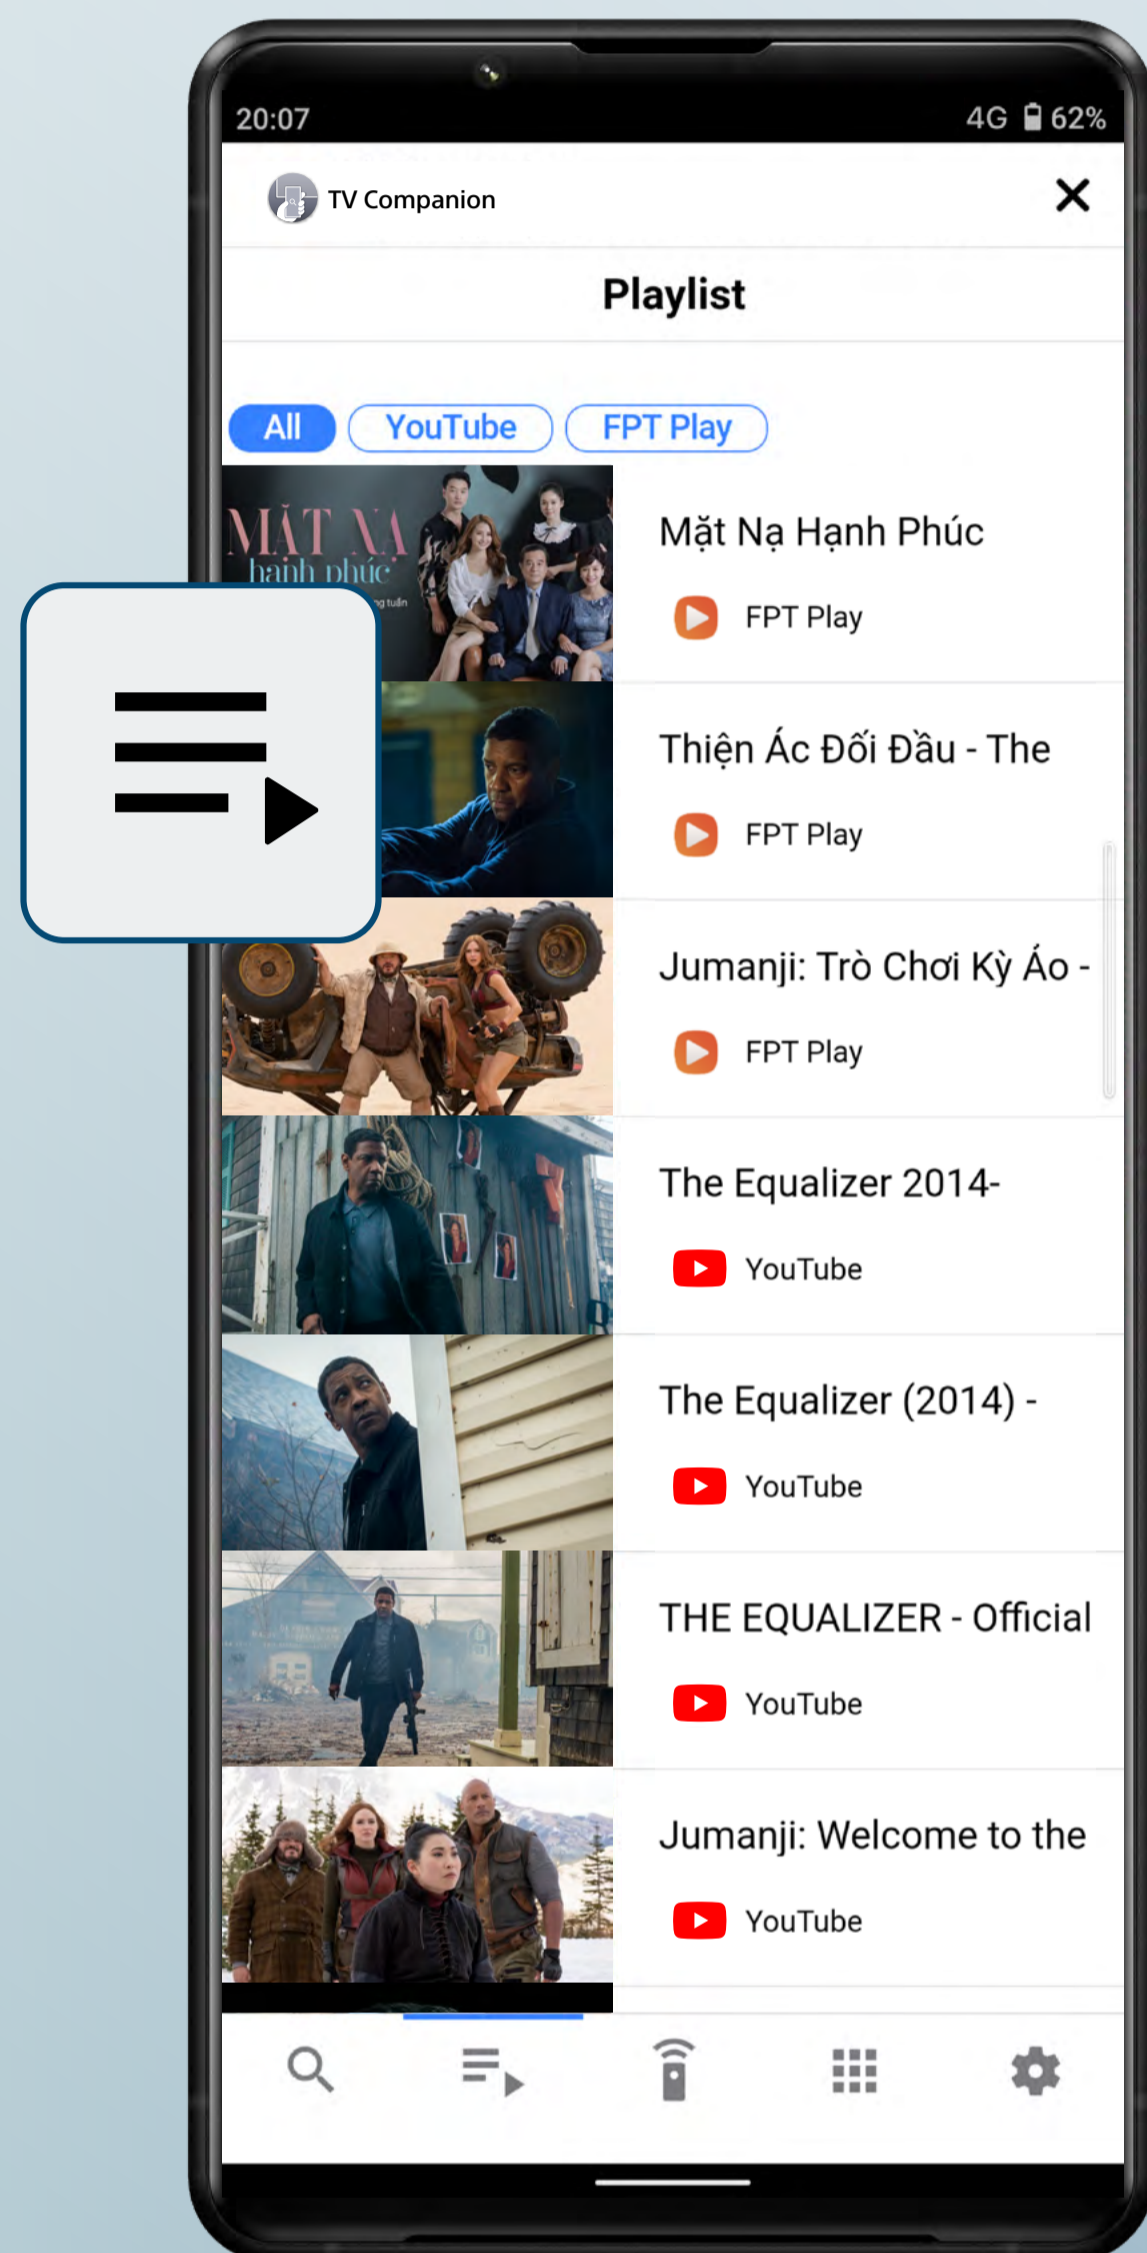 20:07
4G 62%
TV Companion
Playlist
All YouTube FPT Play
MẶT NẠ
hạnh phúc
Mặt Nạ Hạnh Phúc
FPT Play
Thiện Ác Đối Đầu - The
FPT Play
Jumanji: Trò Chơi Kỳ Áo -
FPT Play
The Equalizer 2014-
YouTube
The Equalizer (2014) -
YouTube
THE EQUALIZER - Official
YouTube
Jumanji: Welcome to the
YouTube